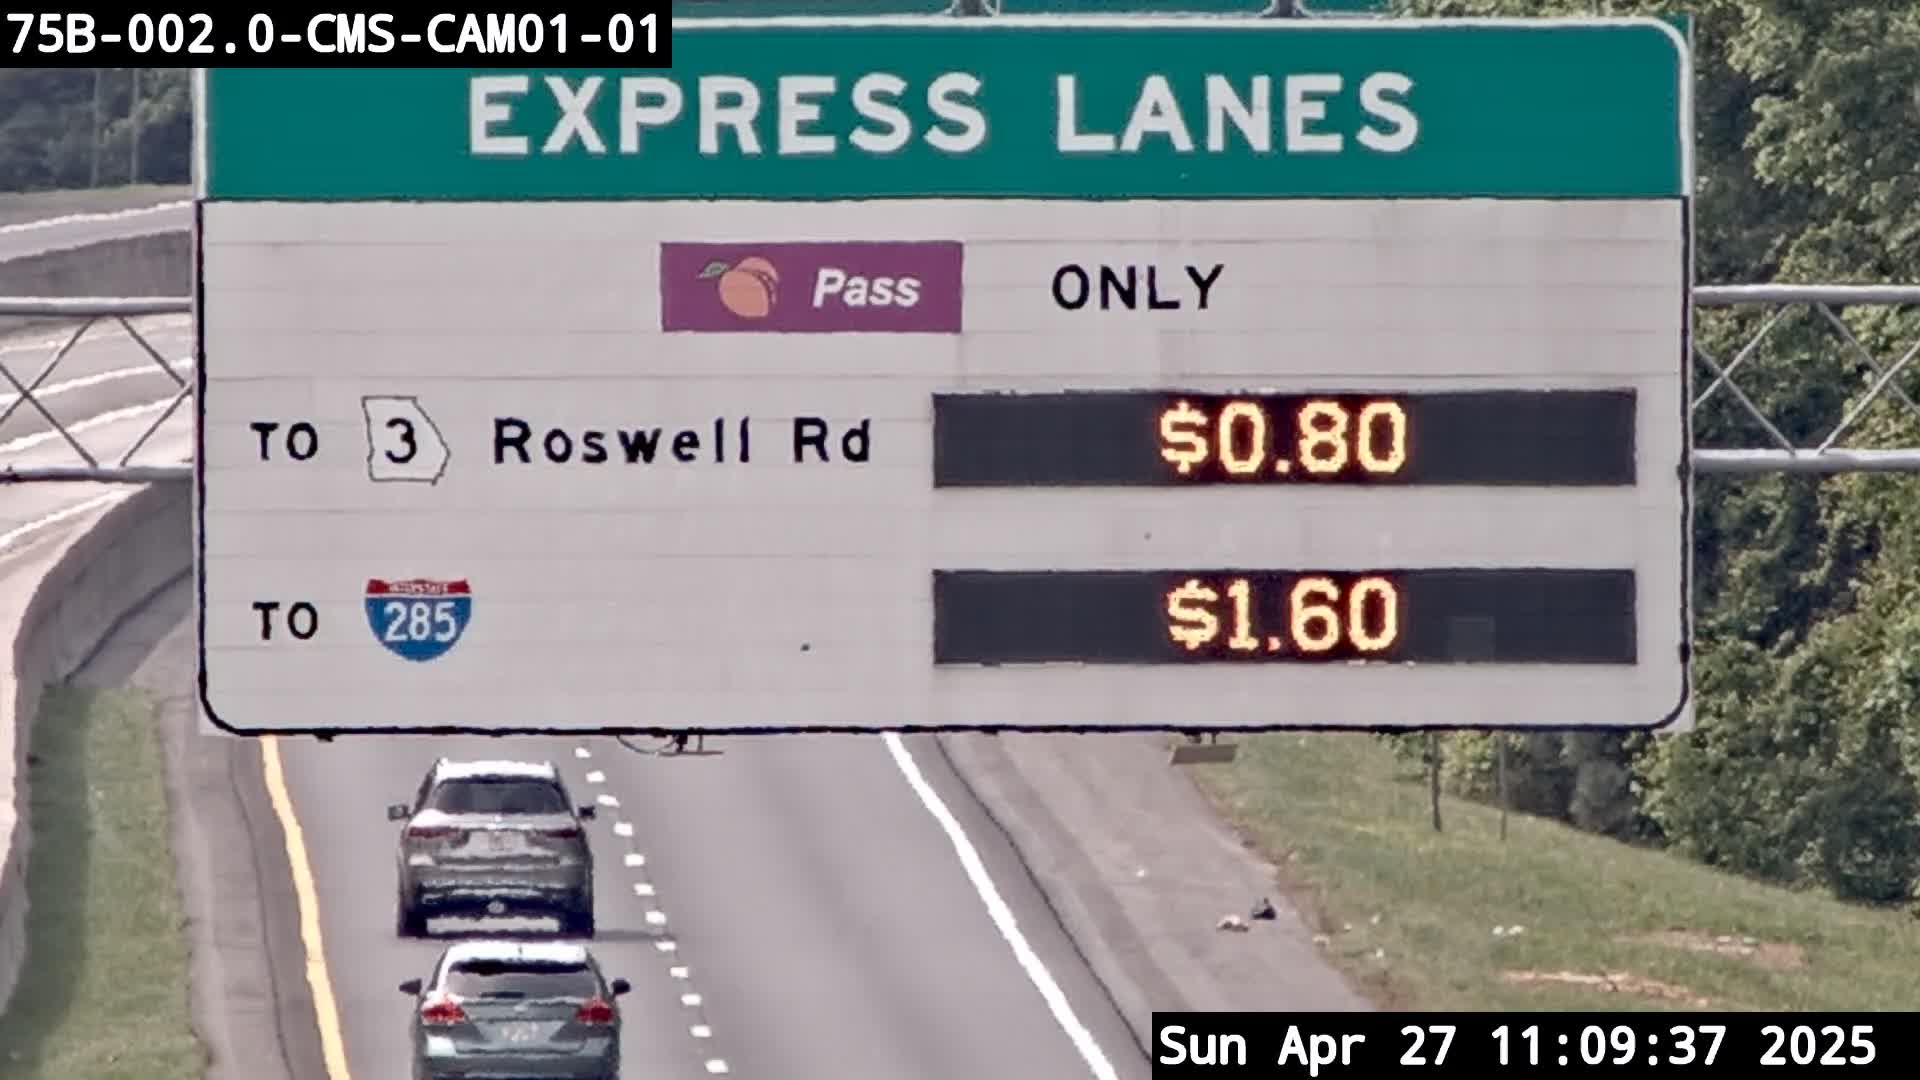 75B-002.0-CMS-CAM01-01
EXPRESS LANES
Pass ONLY
TO 3 Roswell Rd $0.80
INTERSTATE
TO 285 $1.60
Sun Apr 27 11:09:37 2025